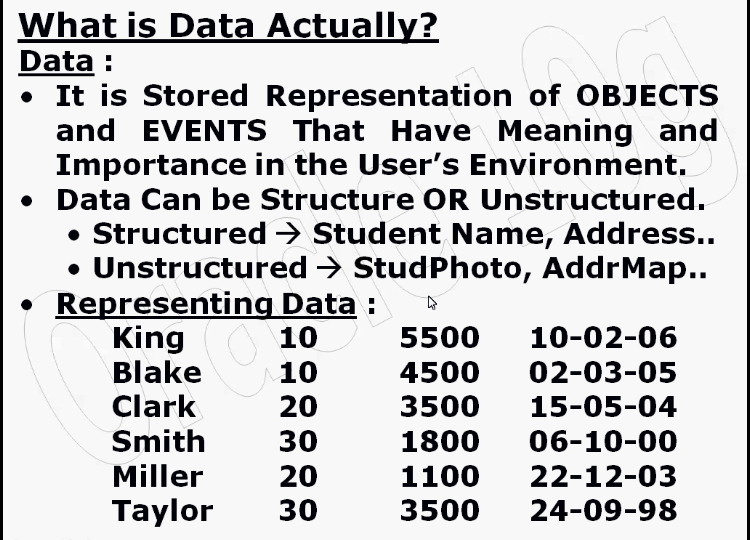 What is Data Actually?
Data :
• It is Stored Representation of OBJECTS
and EVENTS That Have Meaning and
Importance in the User's Environment.
• Data Can be Structure OR Unstructured.
• Structured → Student Name, Address..
• Unstructured → StudPhoto, AddrMap..
• Representing Data :
King 10 5500 10-02-06
Blake 10 4500 02-03-05
Clark 20 3500 15-05-04
Smith 30 1800 06-10-00
Miller 20 1100 22-12-03
Taylor 30 3500 24-09-98
Oracle 10g